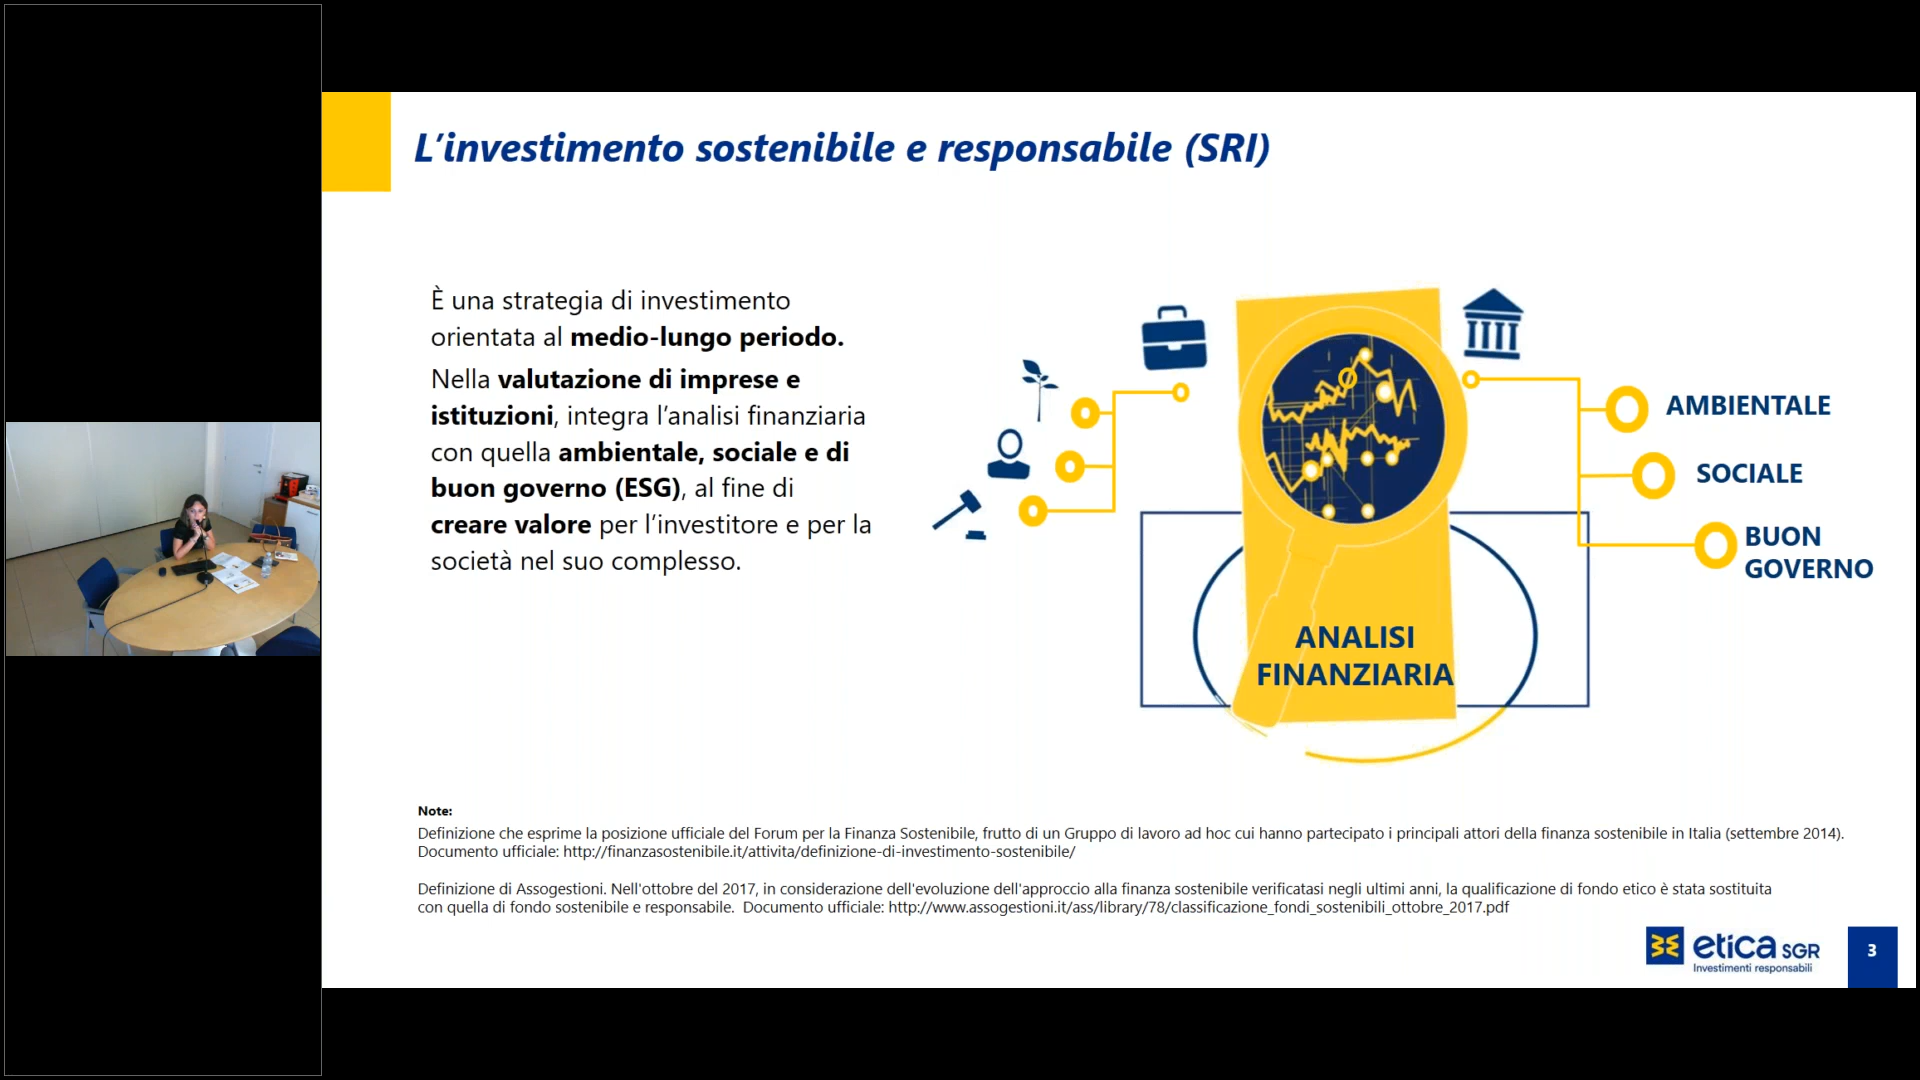 L'investimento sostenibile e responsabile (SRI)
È una strategia di investimento
orientata al medio-lungo periodo.
Nella valutazione di imprese e
istituzioni, integra l'analisi finanziaria
con quella ambientale, sociale e di
buon governo (ESG), al fine di
creare valore per l'investitore e per la
società nel suo complesso.
AMBIENTALE
SOCIALE
BUON
GOVERNO
ANALISI
FINANZIARIA
Note:
Definizione che esprime la posizione ufficiale del Forum per la Finanza Sostenibile, frutto di un Gruppo di lavoro ad hoc cui hanno partecipato i principali attori della finanza sostenibile in Italia (settembre 2014).
Documento ufficiale: http://finanzasostenibile.it/attivita/definizione-di-investimento-sostenibile/
Definizione di Assogestioni. Nell'ottobre del 2017, in considerazione dell'evoluzione dell'approccio alla finanza sostenibile verificatasi negli ultimi anni, la qualificazione di fondo etico è stata sostituita
con quella di fondo sostenibile e responsabile. Documento ufficiale: http://www.assogestioni.it/ass/library/78/classificazione_fondi_sostenibili_ottobre_2017.pdf
etica SGR
Investimenti responsabili
3